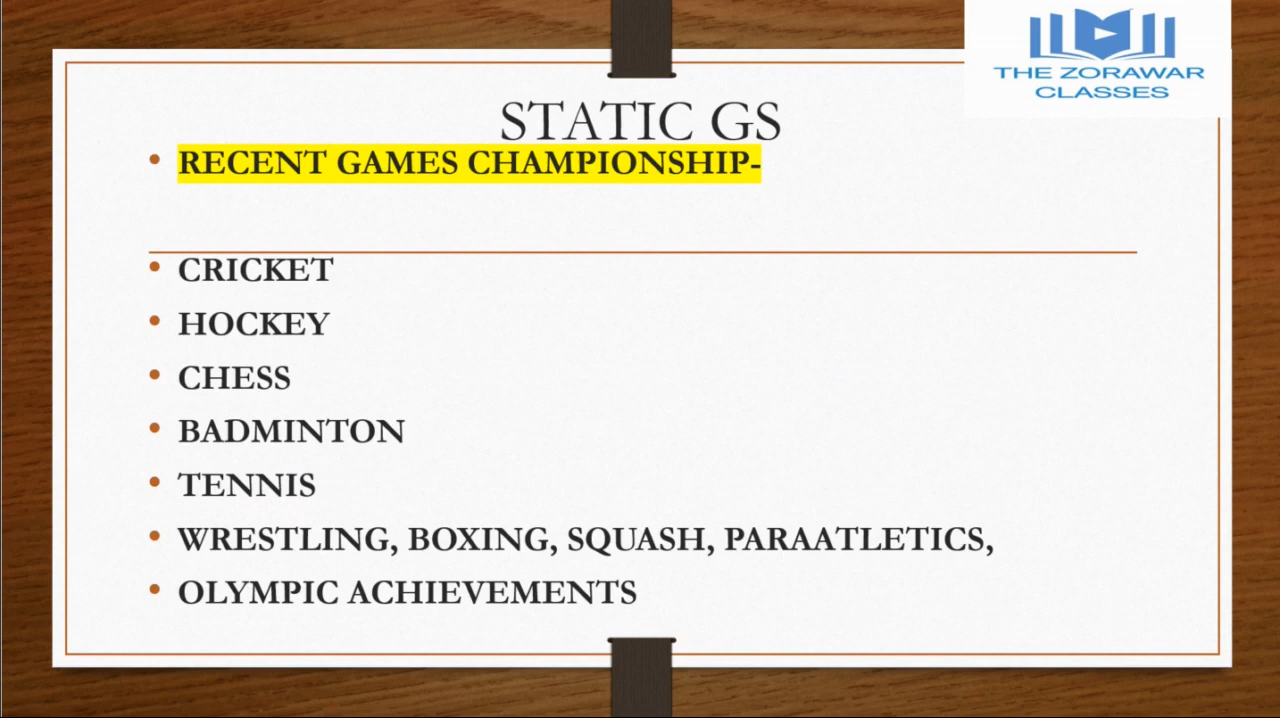 THE ZORAWAR
CLASSES
STATIC GS
• RECENT GAMES CHAMPIONSHIP-
• CRICKET
• HOCKEY
• CHESS
• BADMINTON
• TENNIS
• WRESTLING, BOXING, SQUASH, PARAATLETICS,
• OLYMPIC ACHIEVEMENTS